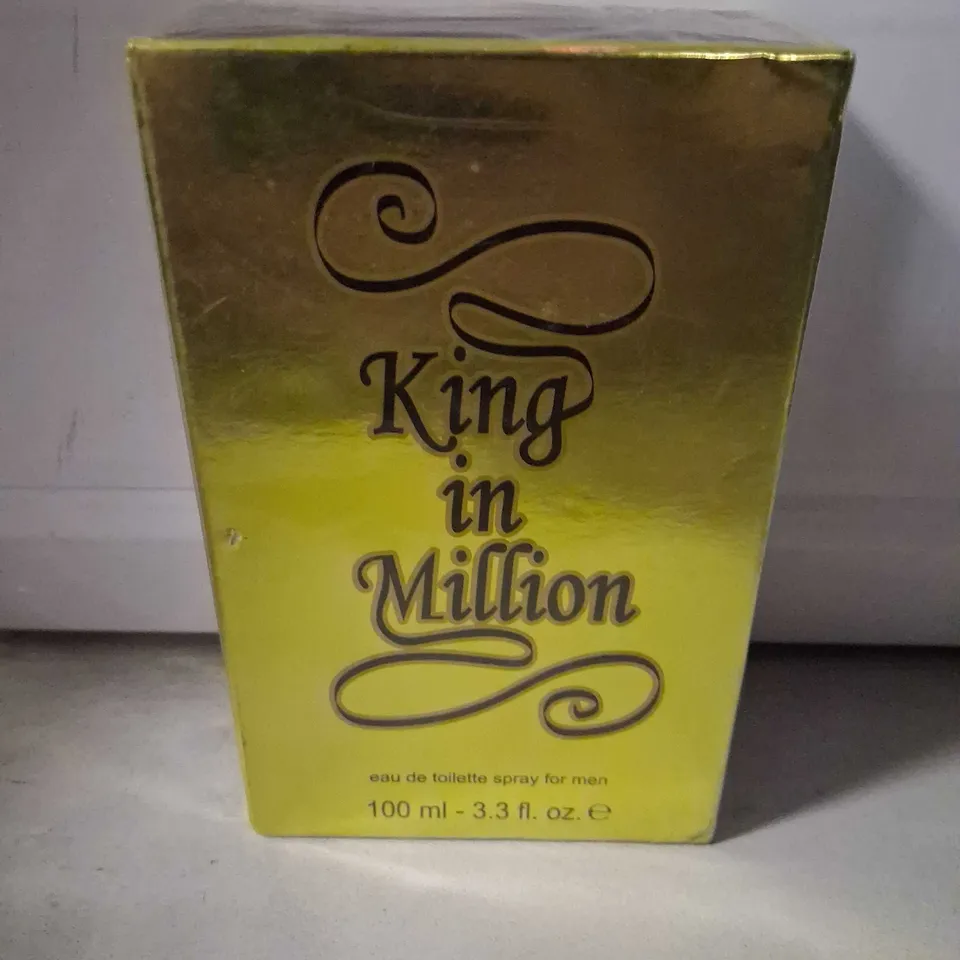 King
in
Million
eau de toilette spray for men
100 ml - 3.3 fl. oz. ℮